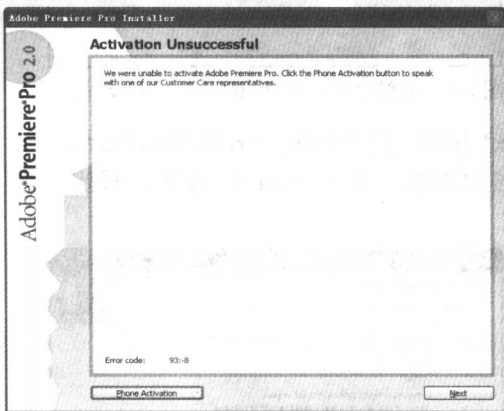 Adobe Premiere Pro Installer
Activation Unsuccessful
We were unable to activate Adobe Premiere Pro. Click the Phone Activation button to speak
with one of our Customer Care representatives.
Adobe®Premiere®Pro 2.0
Error code: 93:-8
Phone Activation
Next